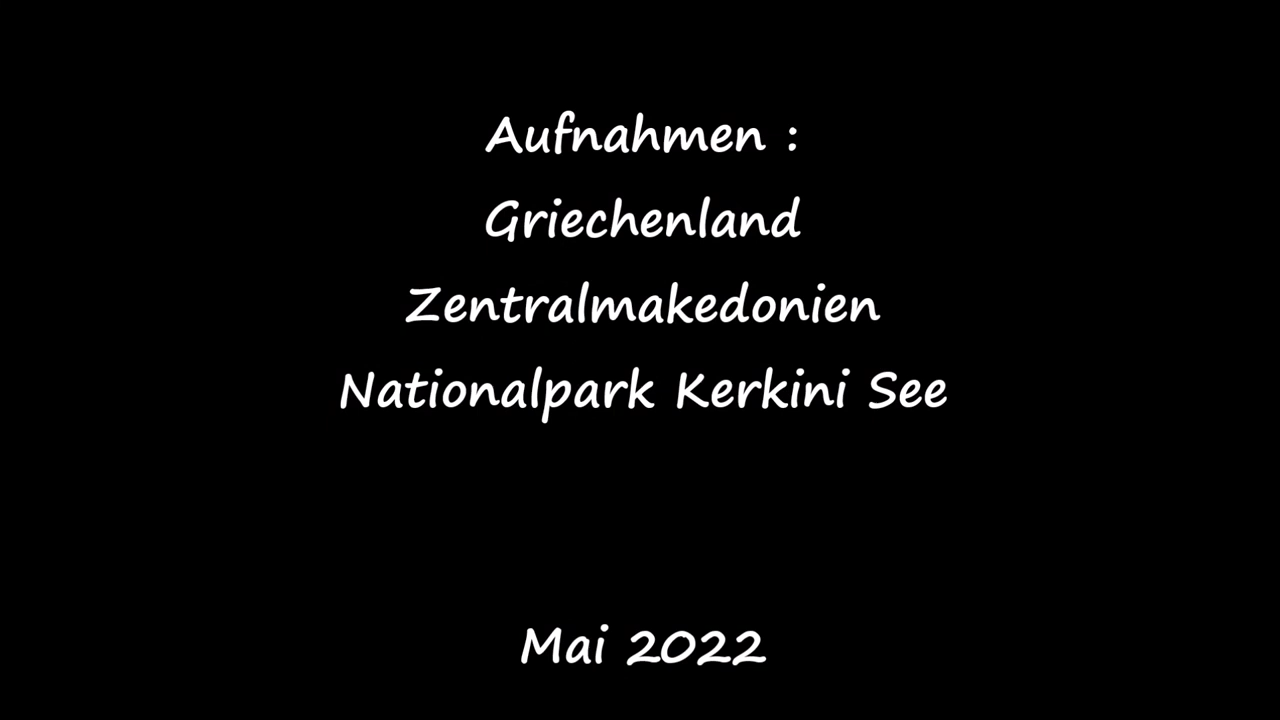 Aufnahmen :
Griechenland
Zentralmakedonien
Nationalpark Kerkini See
Mai 2022